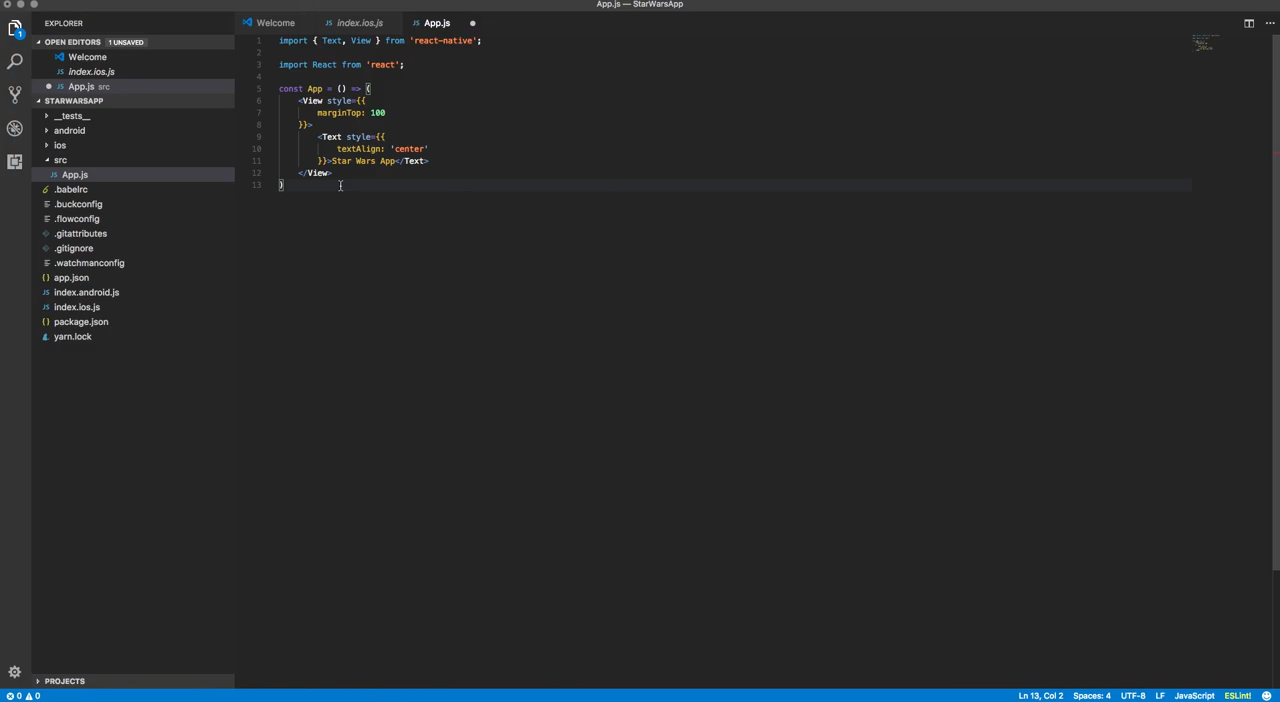 App.js — StarWarsApp
EXPLORER
OPEN EDITORS 1 UNSAVED
Welcome
index.ios.js
App.js src
STARWARSAPP
__tests__
android
ios
src
App.js
.babelrc
.buckconfig
.flowconfig
.gitattributes
.gitignore
.watchmanconfig
app.json
index.android.js
index.ios.js
package.json
yarn.lock
PROJECTS
Welcome index.ios.js App.js
1 import { Text, View } from 'react-native';
2
3 import React from 'react';
4
5 const App = () => (
6 <View style={{
7 marginTop: 100
8 }}>
9 <Text style={{
10 textAlign: 'center'
11 }}>Star Wars App</Text>
12 </View>
13 )
0 0 Ln 13, Col 2 Spaces: 4 UTF-8 LF JavaScript ESLint!